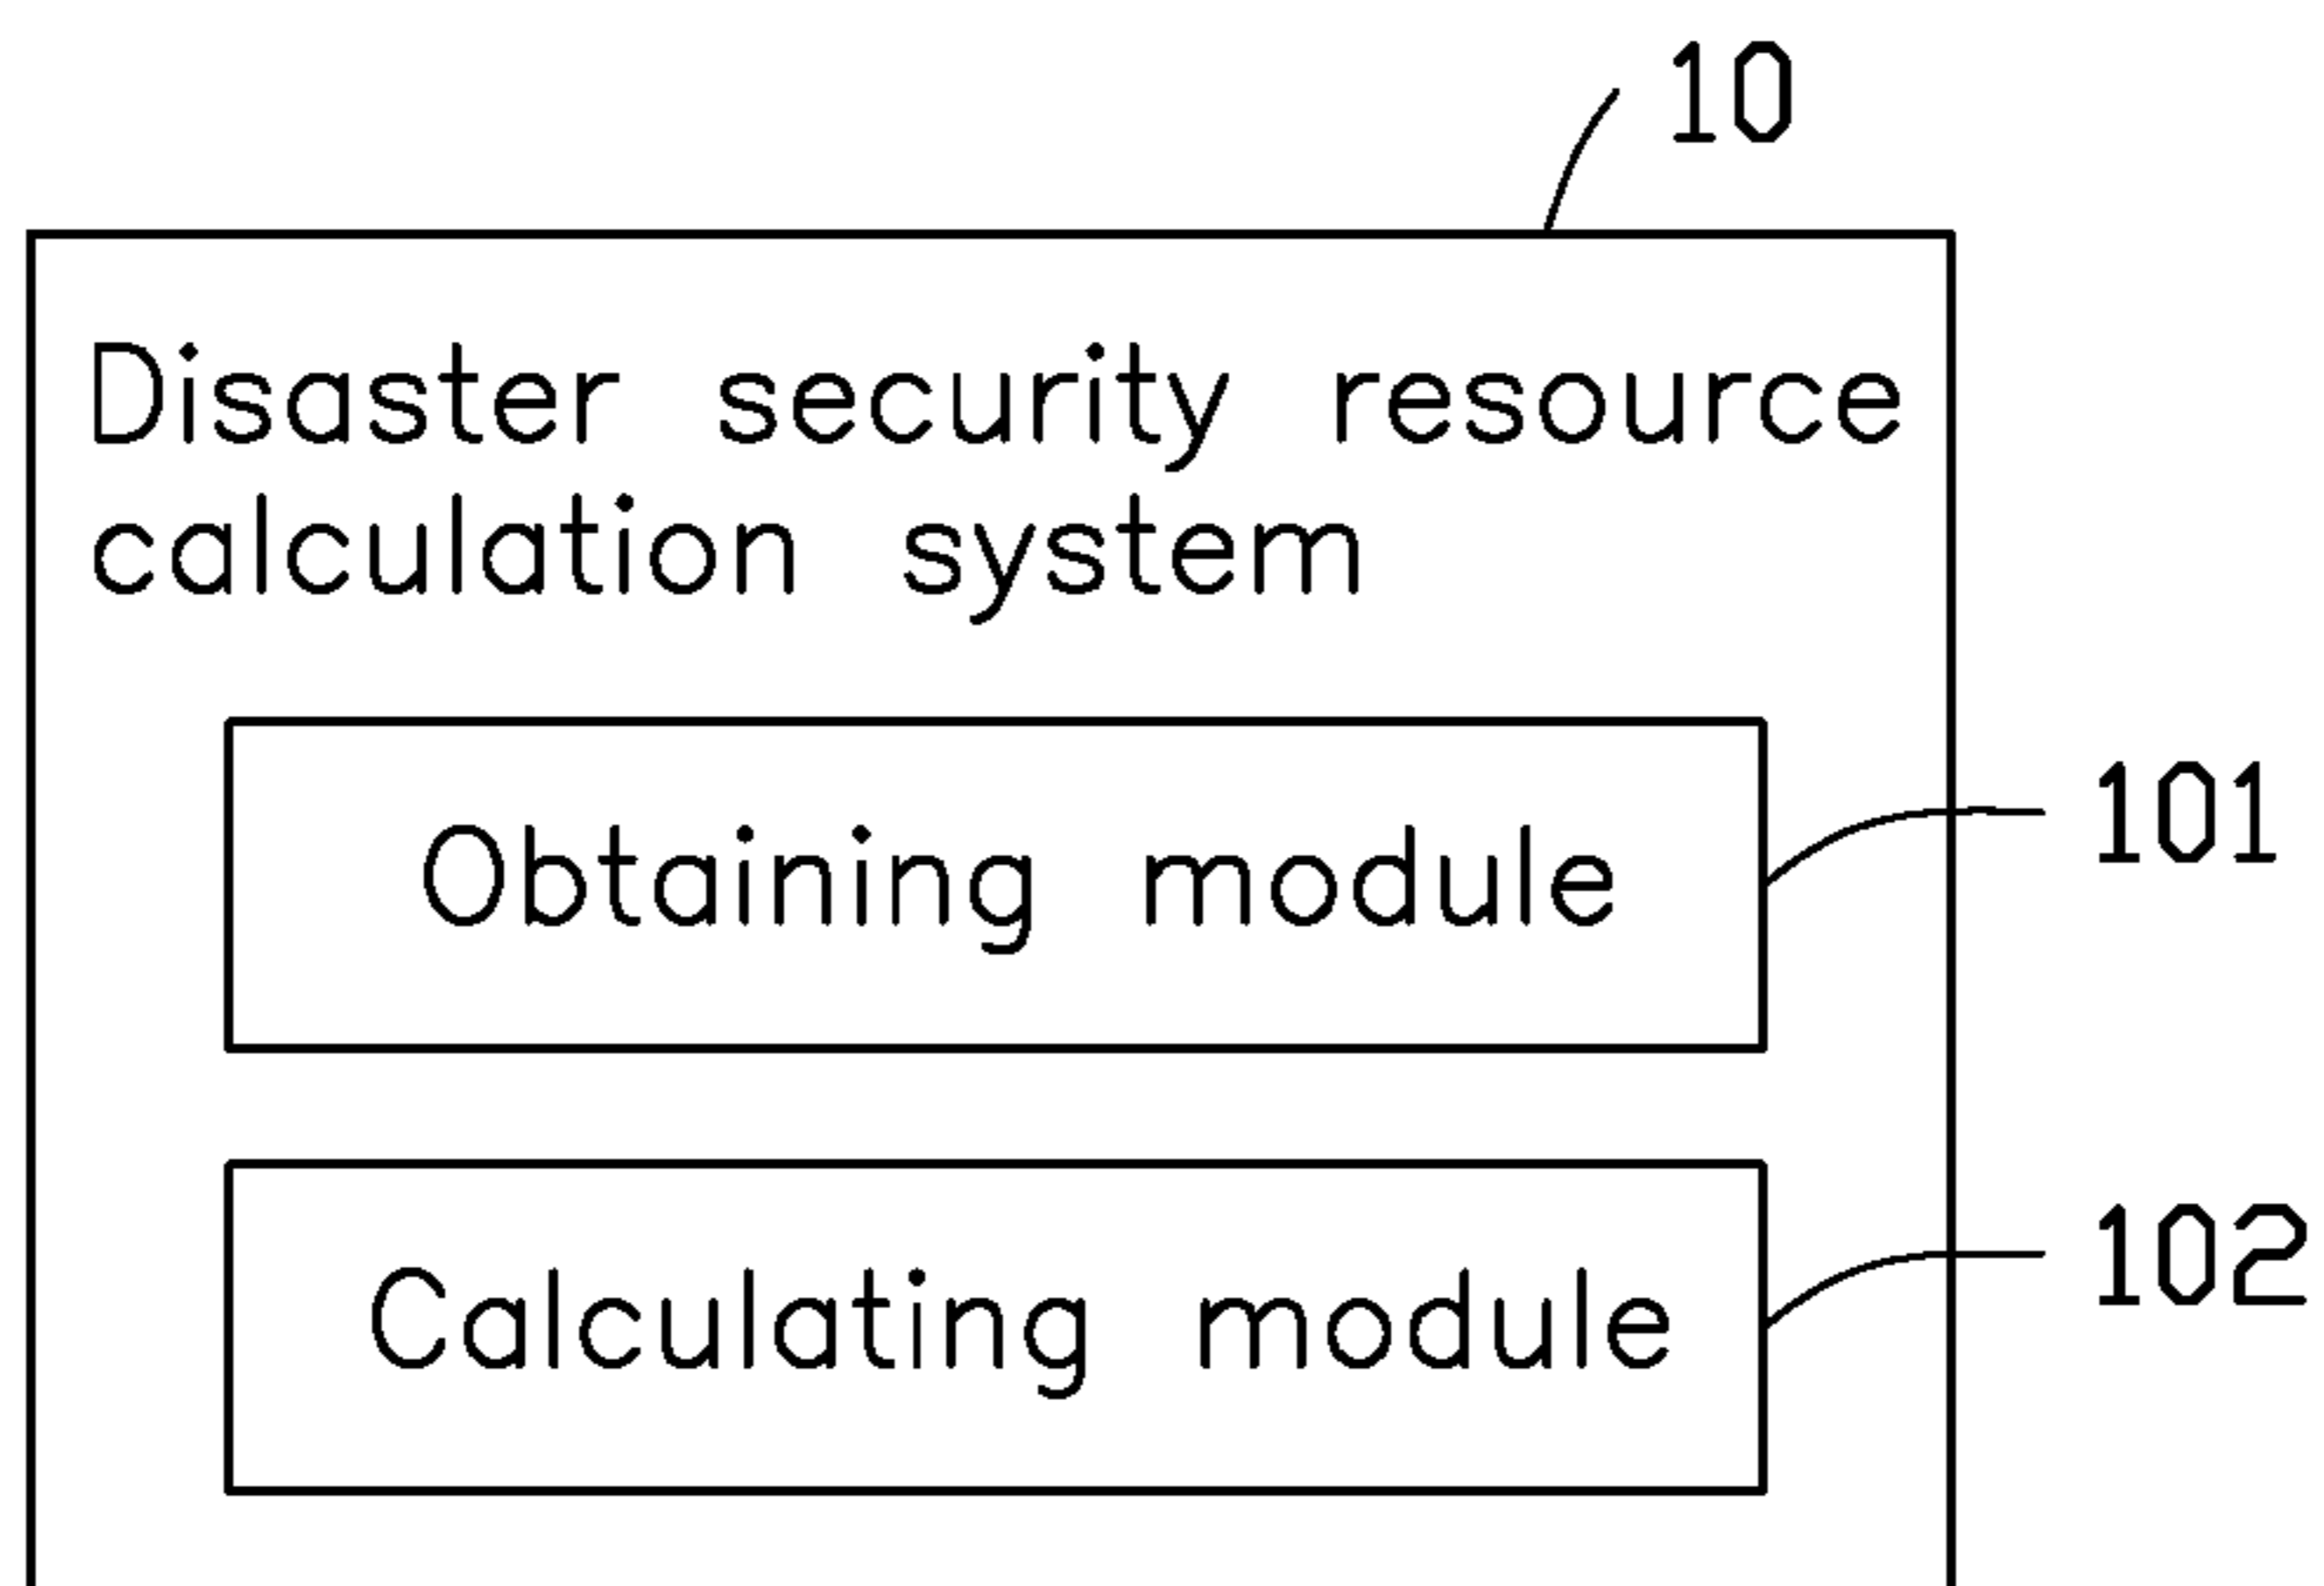 10
Disaster security resource
calculation system
Obtaining module
101
Calculating module
102